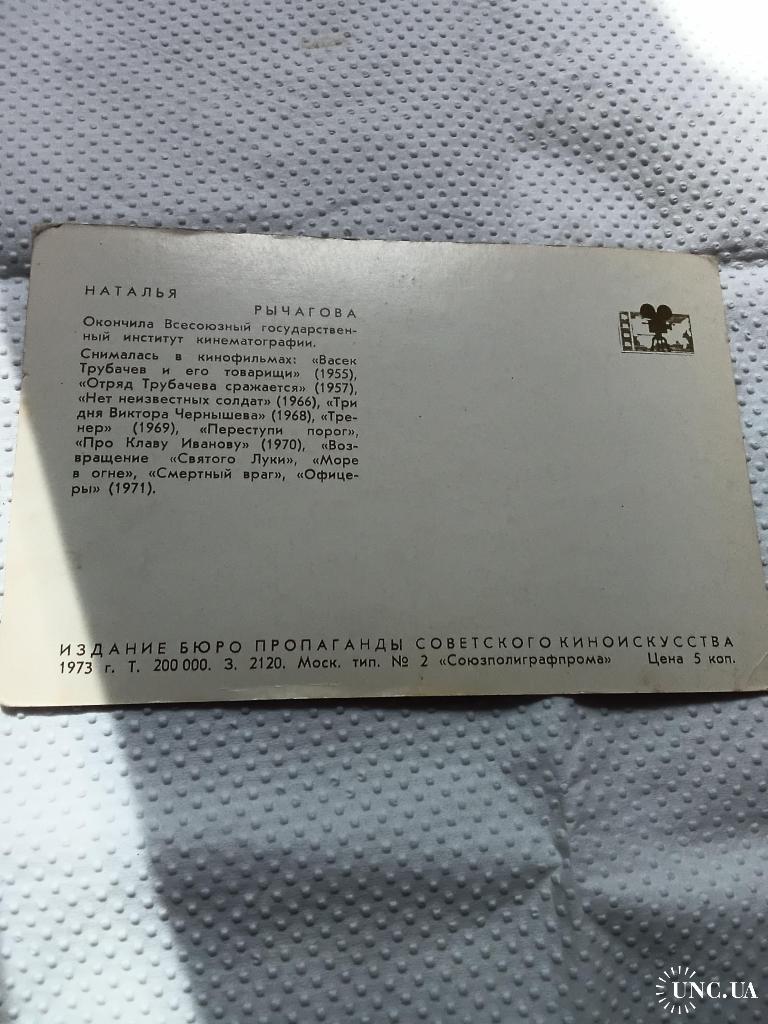 НАТАЛЬЯ
РЫЧАГОВА
Окончила Всесоюзный государствен-
ный институт кинематографии.
Снималась в кинофильмах: «Васек
Трубачев и его товарищи» (1955),
«Отряд Трубачева сражается» (1957),
«Нет неизвестных солдат» (1966), «Три
дня Виктора Чернышева» (1968), «Тре-
нер» (1969), «Переступи порог»,
«Про Клаву Иванову» (1970), «Воз-
вращение «Святого Луки», «Море
в огне», «Смертный враг», «Офице-
ры» (1971).
ИЗДАНИЕ БЮРО ПРОПАГАНДЫ СОВЕТСКОГО КИНОИСКУССТВА
1973 г. Т. 200 000. З. 2120. Моск. тип. № 2 «Союзполиграфпрома» Цена 5 коп.
UNC.UA